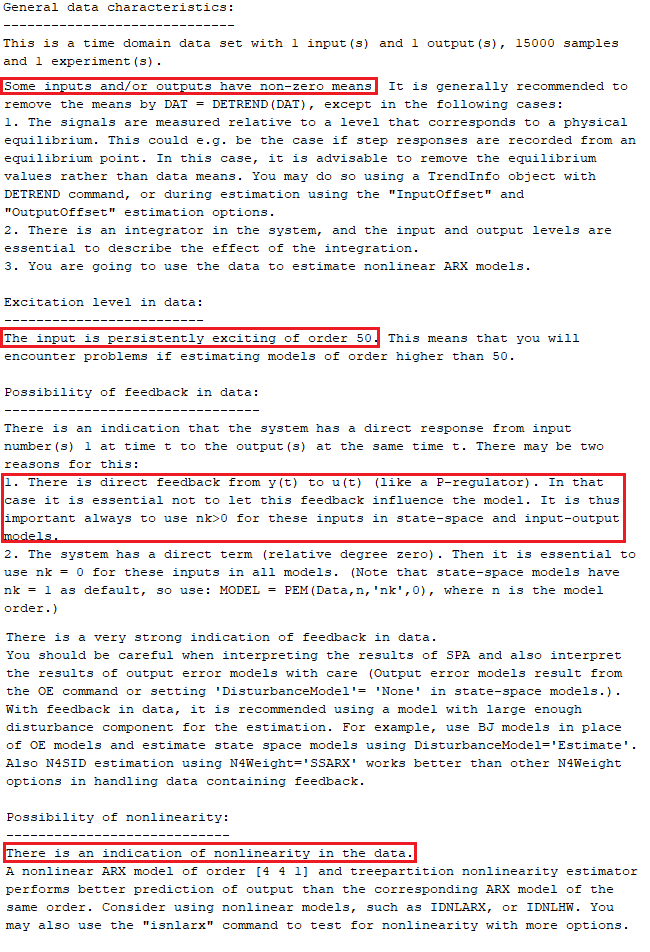 General data characteristics:
-----------------------------
This is a time domain data set with 1 input(s) and 1 output(s), 15000 samples
and 1 experiment(s).
Some inputs and/or outputs have non-zero means. It is generally recommended to
remove the means by DAT = DETREND(DAT), except in the following cases:
1. The signals are measured relative to a level that corresponds to a physical
equilibrium. This could e.g. be the case if step responses are recorded from an
equilibrium point. In this case, it is advisable to remove the equilibrium
values rather than data means. You may do so using a TrendInfo object with
DETREND command, or during estimation using the "InputOffset" and
"OutputOffset" estimation options.
2. There is an integrator in the system, and the input and output levels are
essential to describe the effect of the integration.
3. You are going to use the data to estimate nonlinear ARX models.
Excitation level in data:
-------------------------
The input is persistently exciting of order 50. This means that you will
encounter problems if estimating models of order higher than 50.
Possibility of feedback in data:
--------------------------------
There is an indication that the system has a direct response from input
number(s) 1 at time t to the output(s) at the same time t. There may be two
reasons for this:
1. There is direct feedback from y(t) to u(t) (like a P-regulator). In that
case it is essential not to let this feedback influence the model. It is thus
important always to use nk>0 for these inputs in state-space and input-output
models.
2. The system has a direct term (relative degree zero). Then it is essential to
use nk = 0 for these inputs in all models. (Note that state-space models have
nk = 1 as default, so use: MODEL = PEM(Data,n,'nk',0), where n is the model
order.)
There is a very strong indication of feedback in data.
You should be careful when interpreting the results of SPA and also interpret
the results of output error models with care (Output error models result from
the OE command or setting 'DisturbanceModel'= 'None' in state-space models.).
With feedback in data, it is recommended using a model with large enough
disturbance component for the estimation. For example, use BJ models in place
of OE models and estimate state space models using DisturbanceModel='Estimate'.
Also N4SID estimation using N4Weight='SSARX' works better than other N4Weight
options in handling data containing feedback.
Possibility of nonlinearity:
----------------------------
There is an indication of nonlinearity in the data.
A nonlinear ARX model of order [4 4 1] and treepartition nonlinearity estimator
performs better prediction of output than the corresponding ARX model of the
same order. Consider using nonlinear models, such as IDNLARX, or IDNLHW. You
may also use the "isnlarx" command to test for nonlinearity with more options.